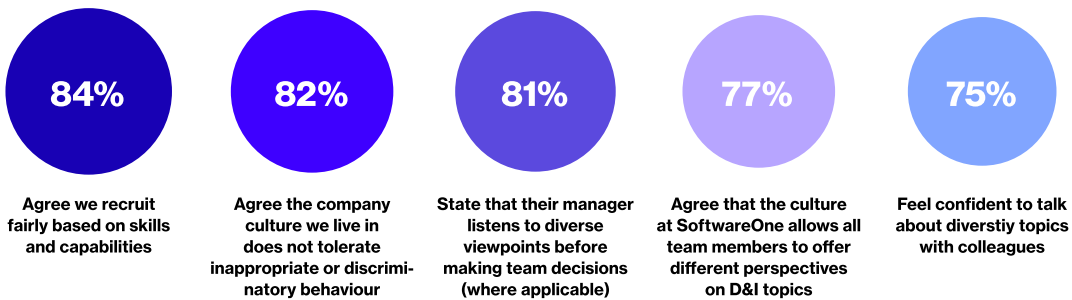 84%
Agree we recruit
fairly based on skills
and capabilities
82%
Agree the company
culture we live in
does not tolerate
inappropriate or discrimi-
natory behaviour
81%
State that their manager
listens to diverse
viewpoints before
making team decisions
(where applicable)
77%
Agree that the culture
at SoftwareOne allows all
team members to offer
different perspectives
on D&I topics
75%
Feel confident to talk
about diverstiy topics
with colleagues